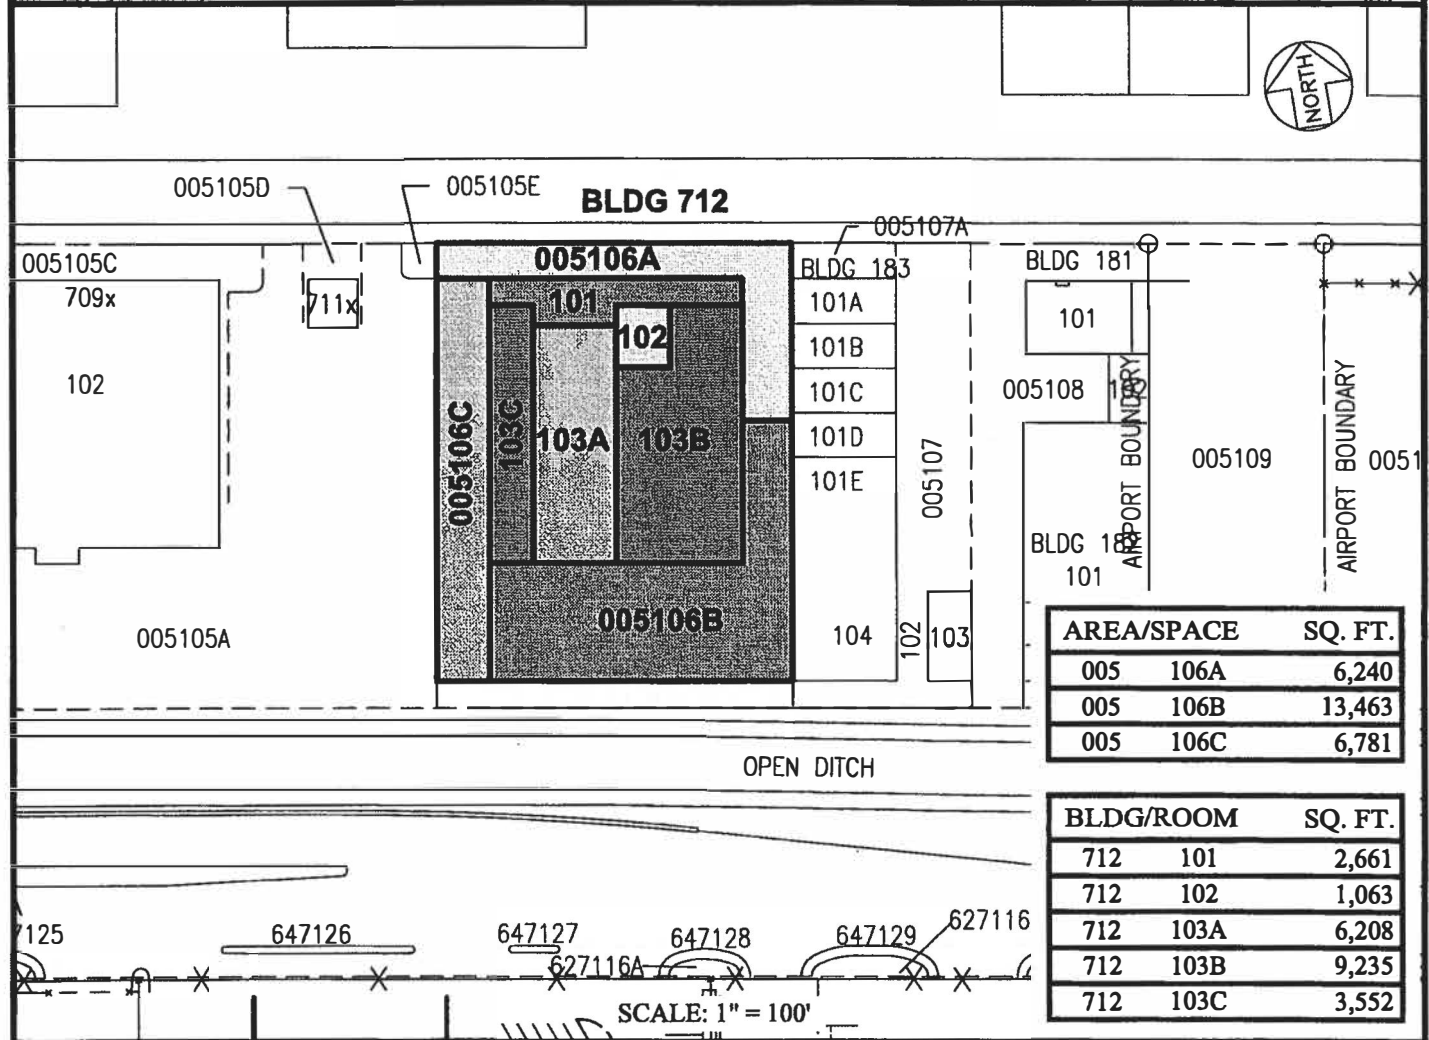 NORTH
005105D
005105E
BLDG 712
005107A
005105C
709x
711x
102
005106A
101
102
005106C
103C
103A
103B
005106B
BLDG 183
101A
101B
101C
101D
101E
104
005107
102
103
BLDG 181
101
005108
AIRPORT BOUNDARY
005109
AIRPORT BOUNDARY
0051
BLDG 182
101
005105A
AREA/SPACE SQ. FT.
005 106A 6,240
005 106B 13,463
005 106C 6,781
OPEN DITCH
BLDG/ROOM SQ. FT.
712 101 2,661
712 102 1,063
712 103A 6,208
712 103B 9,235
712 103C 3,552
7125
647126
647127
647128
647129
627116
627116A
SCALE: 1" = 100'